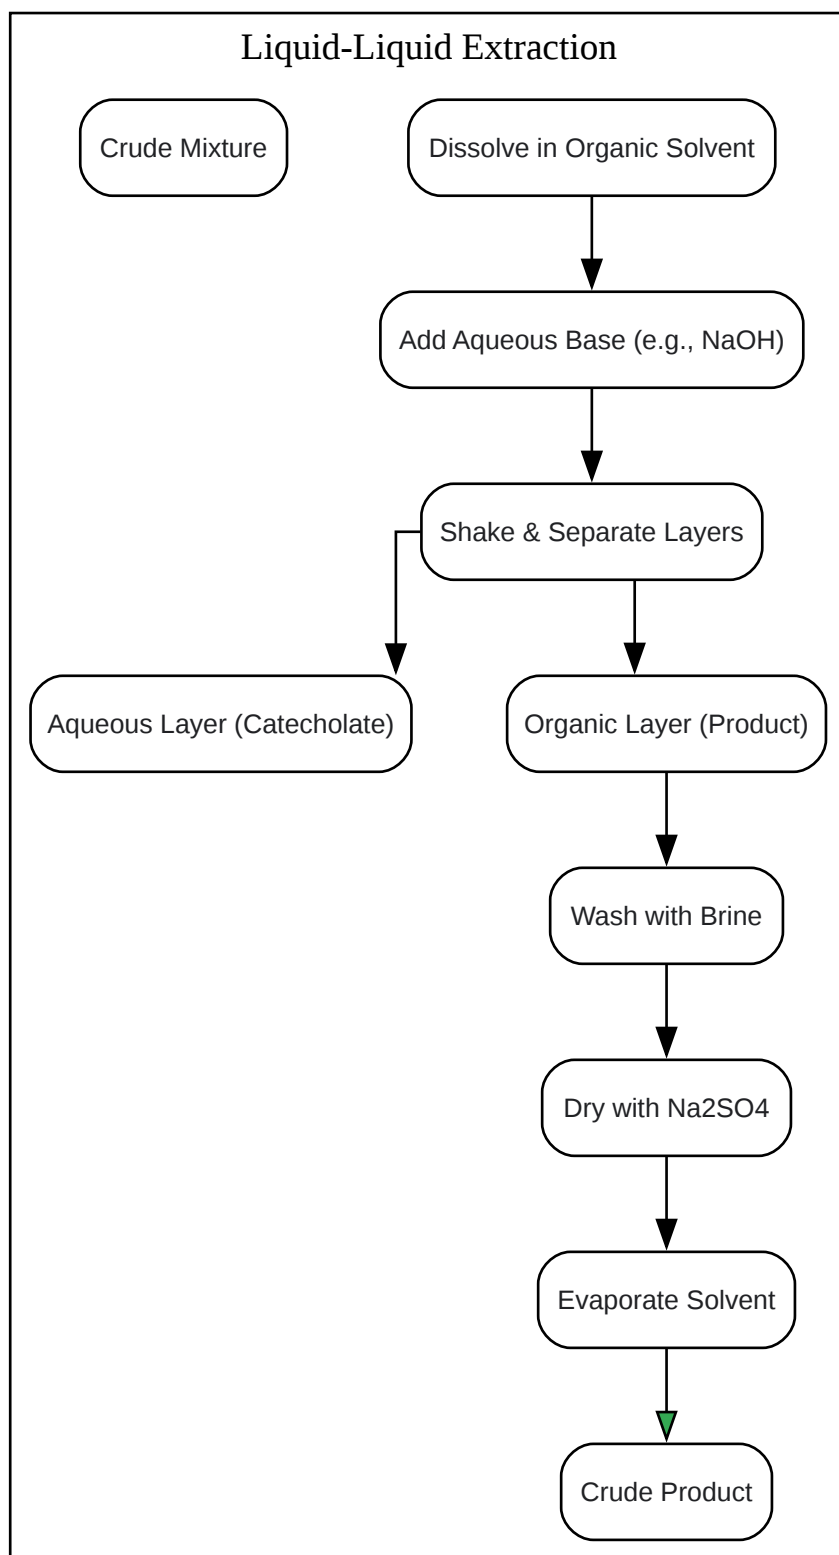 Liquid-Liquid Extraction
Crude Mixture
Dissolve in Organic Solvent
Add Aqueous Base (e.g., NaOH)
Shake & Separate Layers
Aqueous Layer (Catecholate)
Organic Layer (Product)
Wash with Brine
Dry with Na2SO4
Evaporate Solvent
Crude Product